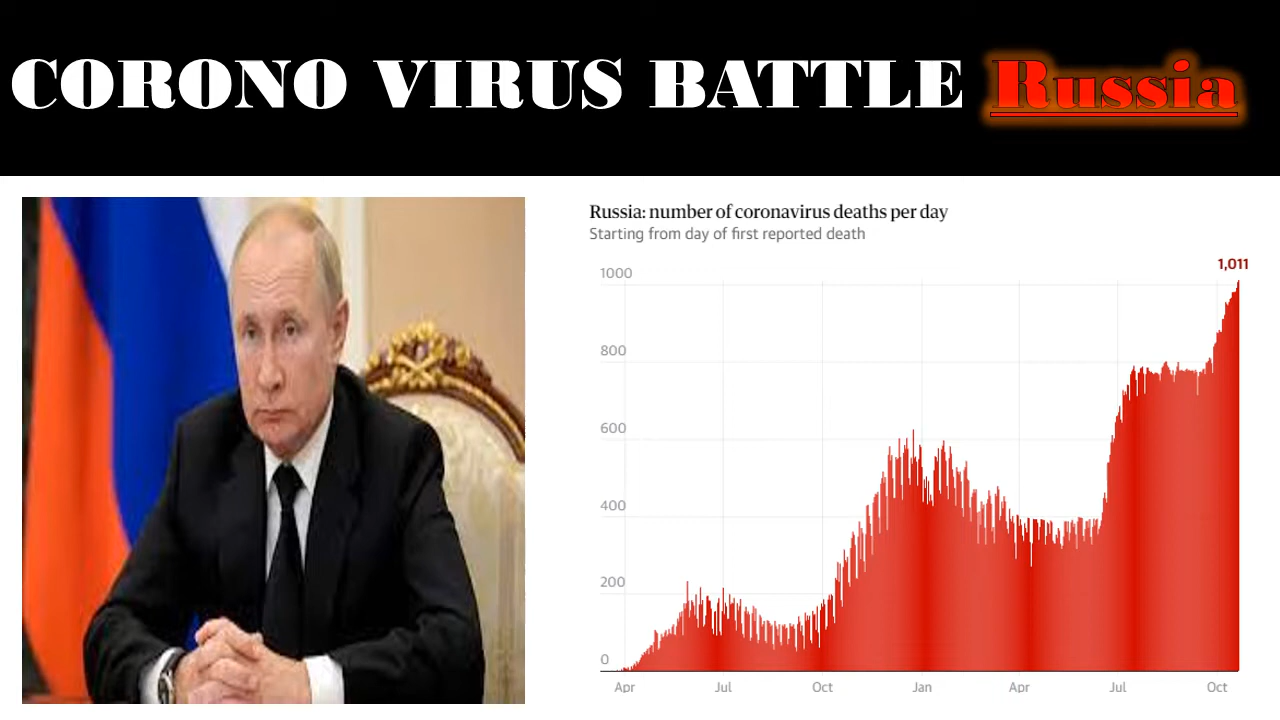 CORONO VIRUS BATTLE Russia
Russia: number of coronavirus deaths per day
Starting from day of first reported death
1,011
1000
800
600
400
200
0
Apr Jul Oct Jan Apr Jul Oct